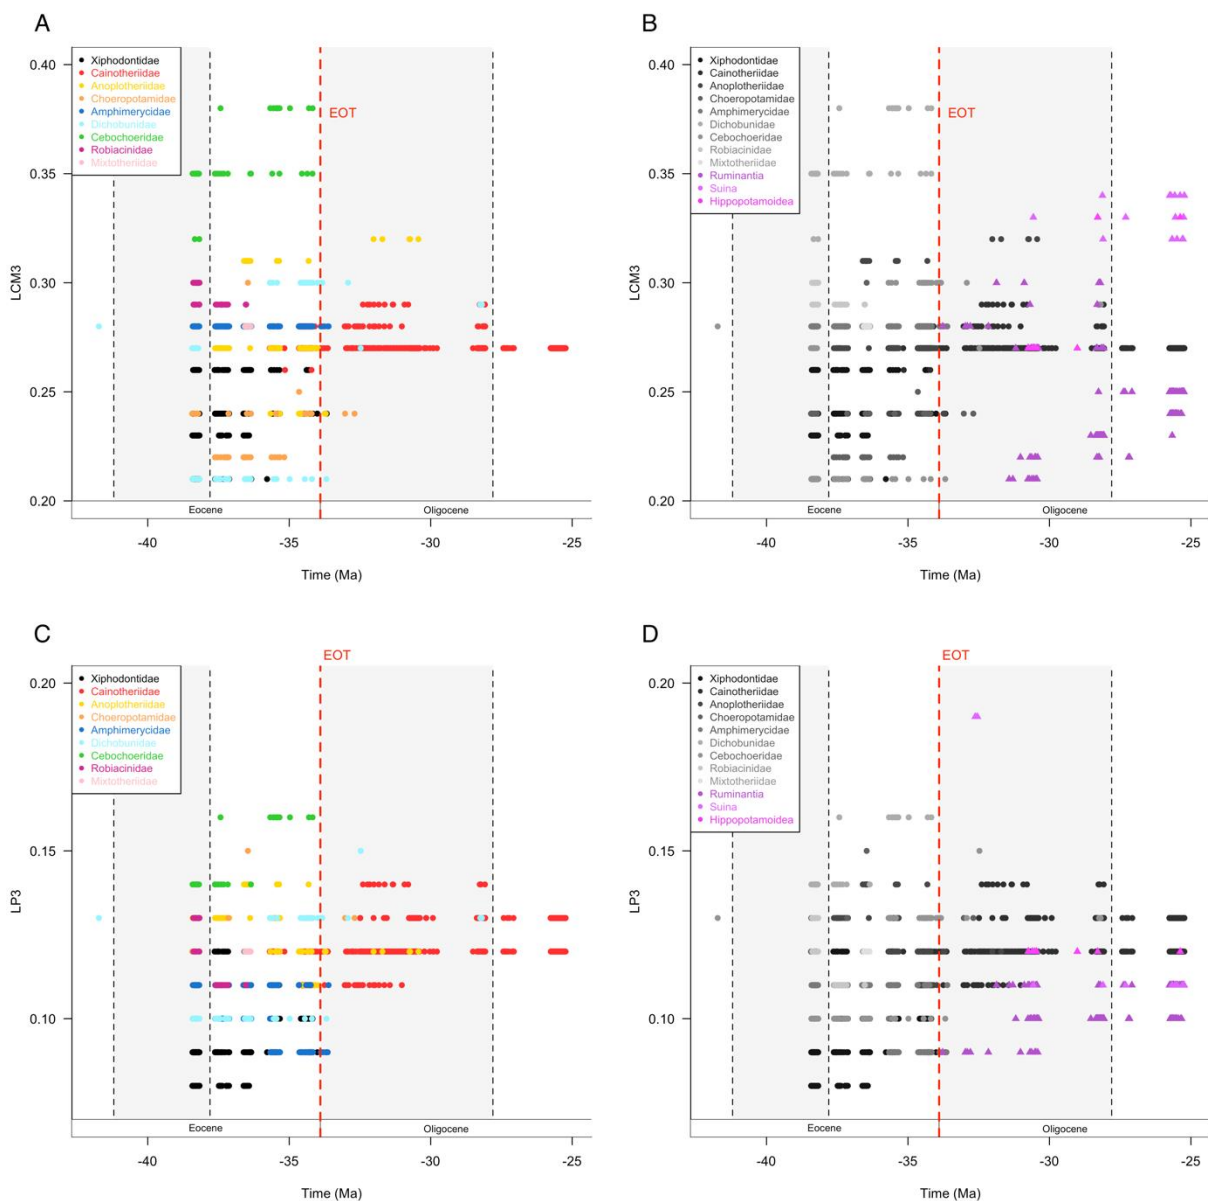 A
0.40
0.35
0.30
0.25
0.20
LCM3
Xiphodontidae
Cainotheriidae
Anoplotheriidae
Choeropotamidae
Amphimerycidae
Dichobunidae
Cebochoeridae
Robiacinidae
Mixtotheriidae
EOT
Eocene
Oligocene
-40
-35
-30
-25
Time (Ma)
B
0.40
0.35
0.30
0.25
0.20
LCM3
Xiphodontidae
Cainotheriidae
Anoplotheriidae
Choeropotamidae
Amphimerycidae
Dichobunidae
Cebochoeridae
Robiacinidae
Mixtotheriidae
Ruminantia
Suina
Hippopotamoidea
EOT
Eocene
Oligocene
-40
-35
-30
-25
Time (Ma)
C
EOT
0.20
0.15
0.10
LP3
Xiphodontidae
Cainotheriidae
Anoplotheriidae
Choeropotamidae
Amphimerycidae
Dichobunidae
Cebochoeridae
Robiacinidae
Mixtotheriidae
Eocene
Oligocene
-40
-35
-30
-25
Time (Ma)
D
EOT
0.20
0.15
0.10
LP3
Xiphodontidae
Cainotheriidae
Anoplotheriidae
Choeropotamidae
Amphimerycidae
Dichobunidae
Cebochoeridae
Robiacinidae
Mixtotheriidae
Ruminantia
Suina
Hippopotamoidea
Eocene
Oligocene
-40
-35
-30
-25
Time (Ma)